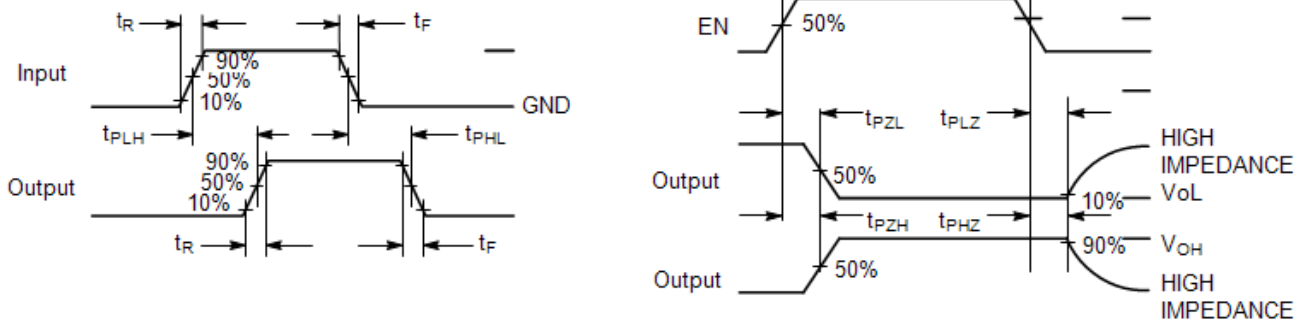 tR
tF
Input
90%
50%
10%
GND
tPLH
tPHL
Output
90%
50%
10%
tR
tF
EN
50%
tPZL
tPLZ
HIGH
IMPEDANCE
Output
50%
10%
VoL
tPZH
tPHZ
90%
VOH
Output
50%
HIGH
IMPEDANCE